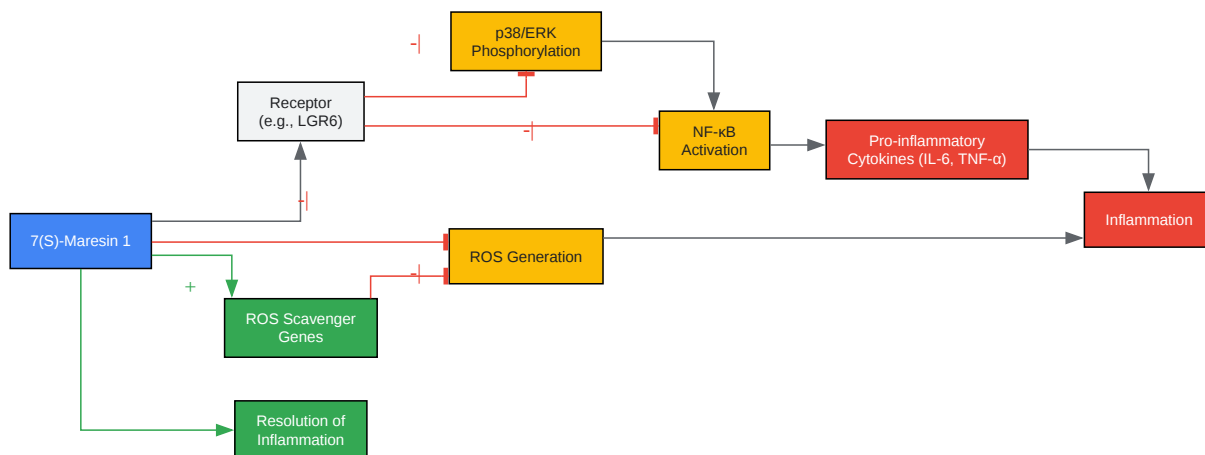 p38/ERK
Phosphorylation
-|
Receptor
(e.g., LGR6)
-|
NF-κB
Activation
Pro-inflammatory
Cytokines (IL-6, TNF-α)
-|
7(S)-Maresin 1
Inflammation
ROS Generation
-|
+
ROS Scavenger
Genes
Resolution of
Inflammation